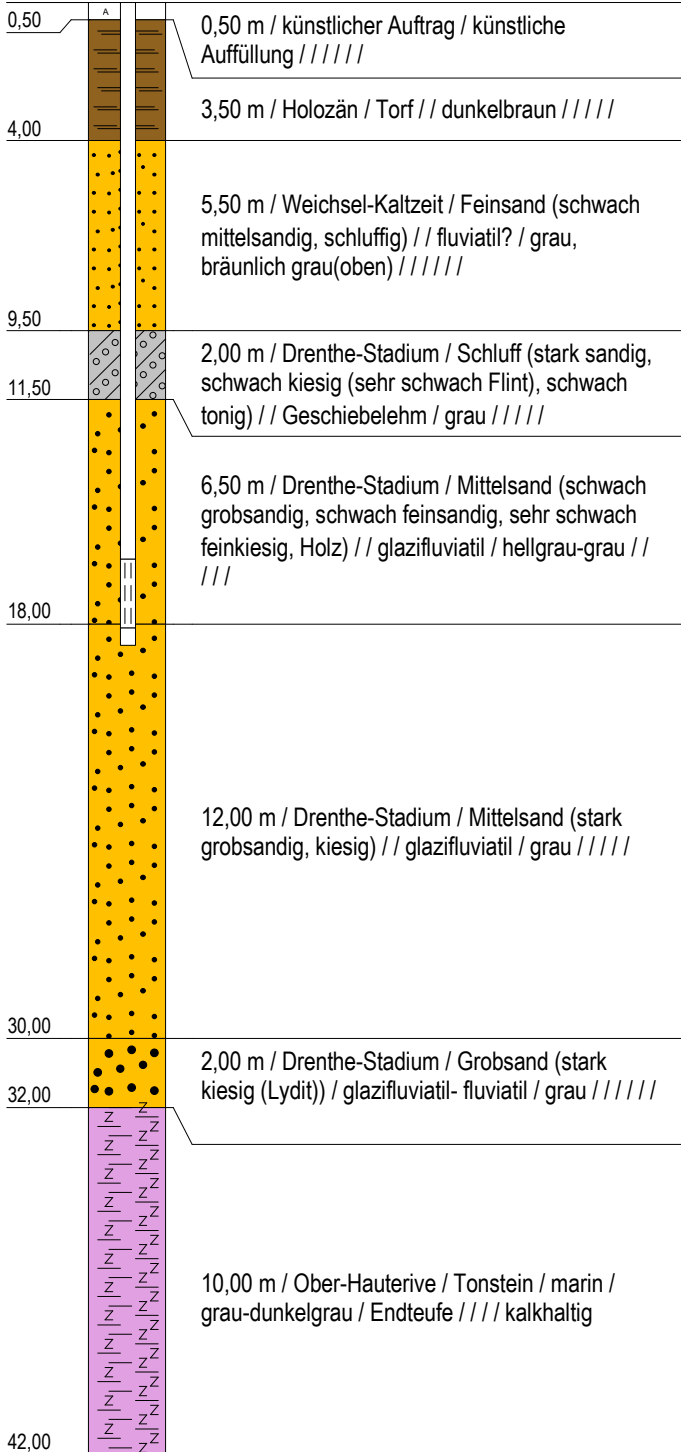 A
0,50
0,50 m / künstlicher Auftrag / künstliche
Auffüllung / / / / / /
3,50 m / Holozän / Torf / / dunkelbraun / / / / /
4,00
5,50 m / Weichsel-Kaltzeit / Feinsand (schwach
mittelsandig, schluffig) / / fluviatil? / grau,
bräunlich grau(oben) / / / / / /
9,50
2,00 m / Drenthe-Stadium / Schluff (stark sandig,
schwach kiesig (sehr schwach Flint), schwach
tonig) / / Geschiebelehm / grau / / / / /
11,50
6,50 m / Drenthe-Stadium / Mittelsand (schwach
grobsandig, schwach feinsandig, sehr schwach
feinkiesig, Holz) / / glazifluviatil / hellgrau-grau / /
/ / /
18,00
12,00 m / Drenthe-Stadium / Mittelsand (stark
grobsandig, kiesig) / / glazifluviatil / grau / / / / /
30,00
2,00 m / Drenthe-Stadium / Grobsand (stark
kiesig (Lydit)) / glazifluviatil- fluviatil / grau / / / / / /
32,00
10,00 m / Ober-Hauterive / Tonstein / marin /
grau-dunkelgrau / Endteufe / / / / kalkhaltig
42,00